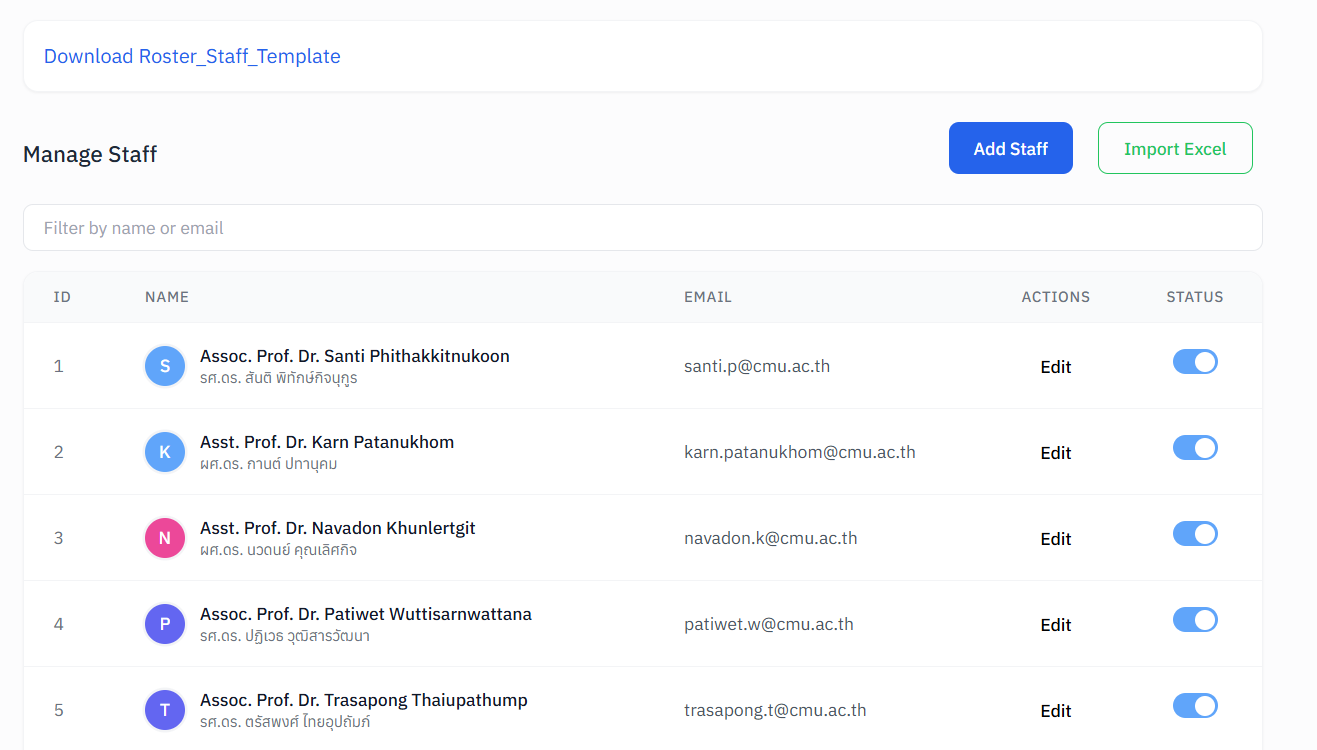 Download Roster_Staff_Template
Manage Staff
Add Staff
Import Excel
Filter by name or email
ID NAME EMAIL ACTIONS STATUS
1
S
Assoc. Prof. Dr. Santi Phithakkitnukoon
รศ.ดร. สันติ พิทักษ์กิจนุกูร
santi.p@cmu.ac.th
Edit
2
K
Asst. Prof. Dr. Karn Patanukhom
ผศ.ดร. กานต์ ปทานุคม
karn.patanukhom@cmu.ac.th
Edit
3
N
Asst. Prof. Dr. Navadon Khunlertgit
ผศ.ดร. นวดนย์ คุณเลิศกิจ
navadon.k@cmu.ac.th
Edit
4
P
Assoc. Prof. Dr. Patiwet Wuttisarnwattana
รศ.ดร. ปฏิเวธ วุฒิสารวัฒนา
patiwet.w@cmu.ac.th
Edit
5
T
Assoc. Prof. Dr. Trasapong Thaiupathump
รศ.ดร. ตรัสพงศ์ ไทยอุปถัมภ์
trasapong.t@cmu.ac.th
Edit